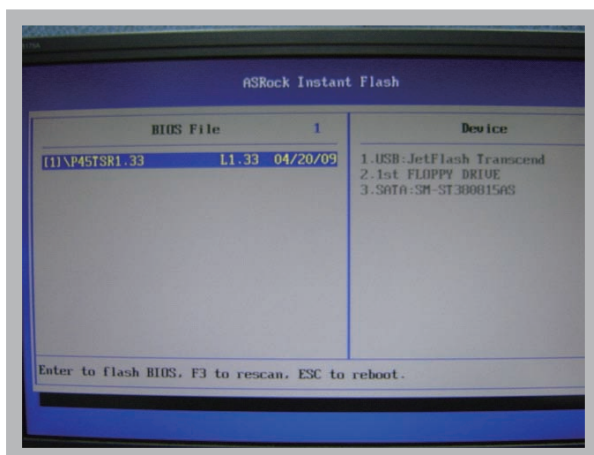 ASRock Instant Flash
BIOS File 1
Device
[1]\P45TSR1.33 L1.33 04/20/09
1.USB:JetFlash Transcend
2.1st FLOPPY DRIVE
3.SATA:SM-ST380815AS
Enter to flash BIOS. F3 to rescan. ESC to reboot.